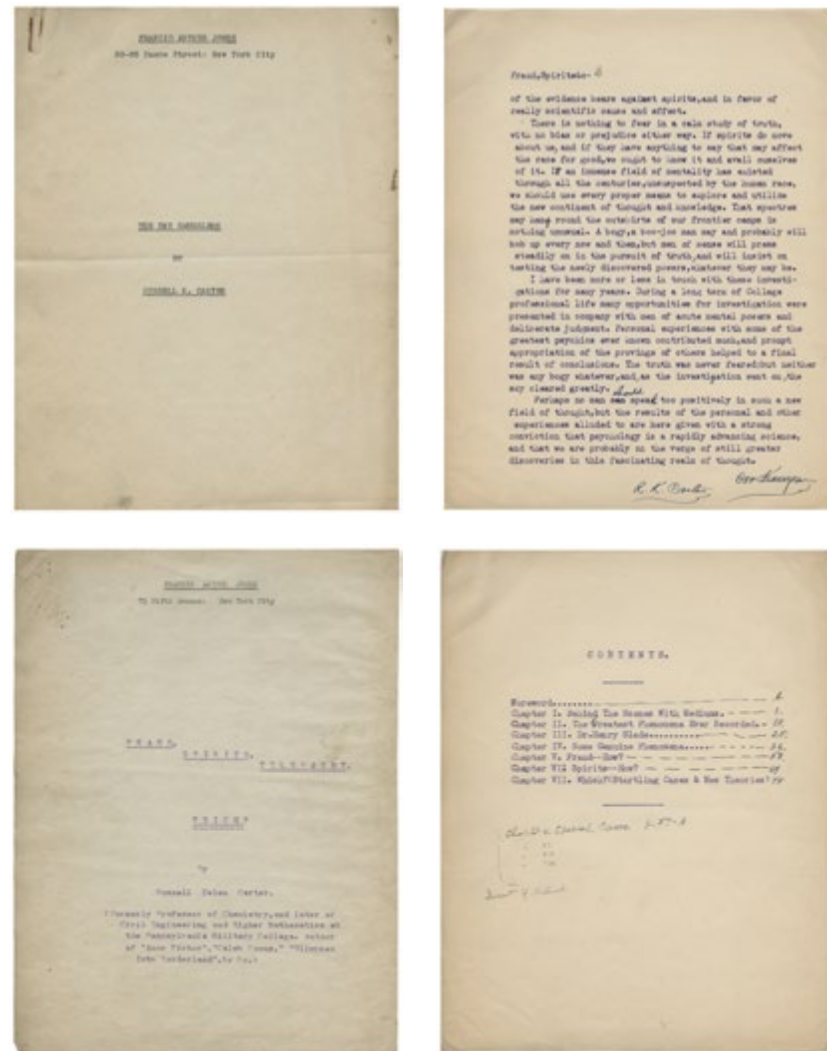 FRANCIS ARTHUR JONES
New York City
BY
RUSSELL K. CARTER
Fraud,Spirits-
of the evidence bears against spirits,and in favor of
really scientific cause and effect.
There is nothing to fear in a calm study of truth,
with no bias or prejudice either way. If spirits do move
about us,and if they have anything to say that may affect
the race for good,we ought to know it and avail ourselves
of it. IF an immense field of mentality has existed
through all the centuries,unsuspected by the human race,
we should use every proper means to explore and utilize
the new continent of thought and knowledge. That spectres
may hang round the outskirts of our frontier camps is
nothing unusual. A bogy,a man may and probably will
bob up every now and then,but men of sense will press
steadily on in the pursuit of truth,and will insist on
testing the newly discovered powers,whatever they may be.
I have been more or less in touch with these investi-
gations for many years. During a long term of College
professional life many opportunities for investigation were
presented in company with men of acute mental powers and
deliberate judgment. Personal experiences with some of the
greatest psychics ever known contributed much,and prompt
appropriation of the provings of others helped to a final
result of conclusions. The truth was never feared;but neither
was any bogy whatever,and,as the investigation went on,the
sky cleared greatly.
should
Perhaps no man can speak too positively in such a new
field of thought,but the results of the personal and other
experiences alluded to are here given with a strong
conviction that psychology is a rapidly advancing science,
and that we are probably on the verge of still greater
discoveries in this fascinating realm of thought.
R. K. Carter
FRANCIS ARTHUR JONES
Fifth Avenue: New York City
FRAUD,
SPIRITS,
TELEPATHY.
WHICH?
by
Russell Kelso Carter.
(Formerly Professor of Chemistry,and later of
Civil Engineering and Higher Mathematics at
the Pennsylvania Military College. Author
of "Amor Victor","Caleb Koons,"
CONTENTS.
Foreword
Chapter I. Behind The Scenes With Mediums.
Chapter II. The Greatest Phenomena Ever Recorded.
Chapter III. Dr.Henry Slade
Chapter IV. Some Genuine Phenomena
Chapter V. Fraud--How?
Chapter VI Spirits--How?
Chapter VII. Which?Startling Cases & New Theories